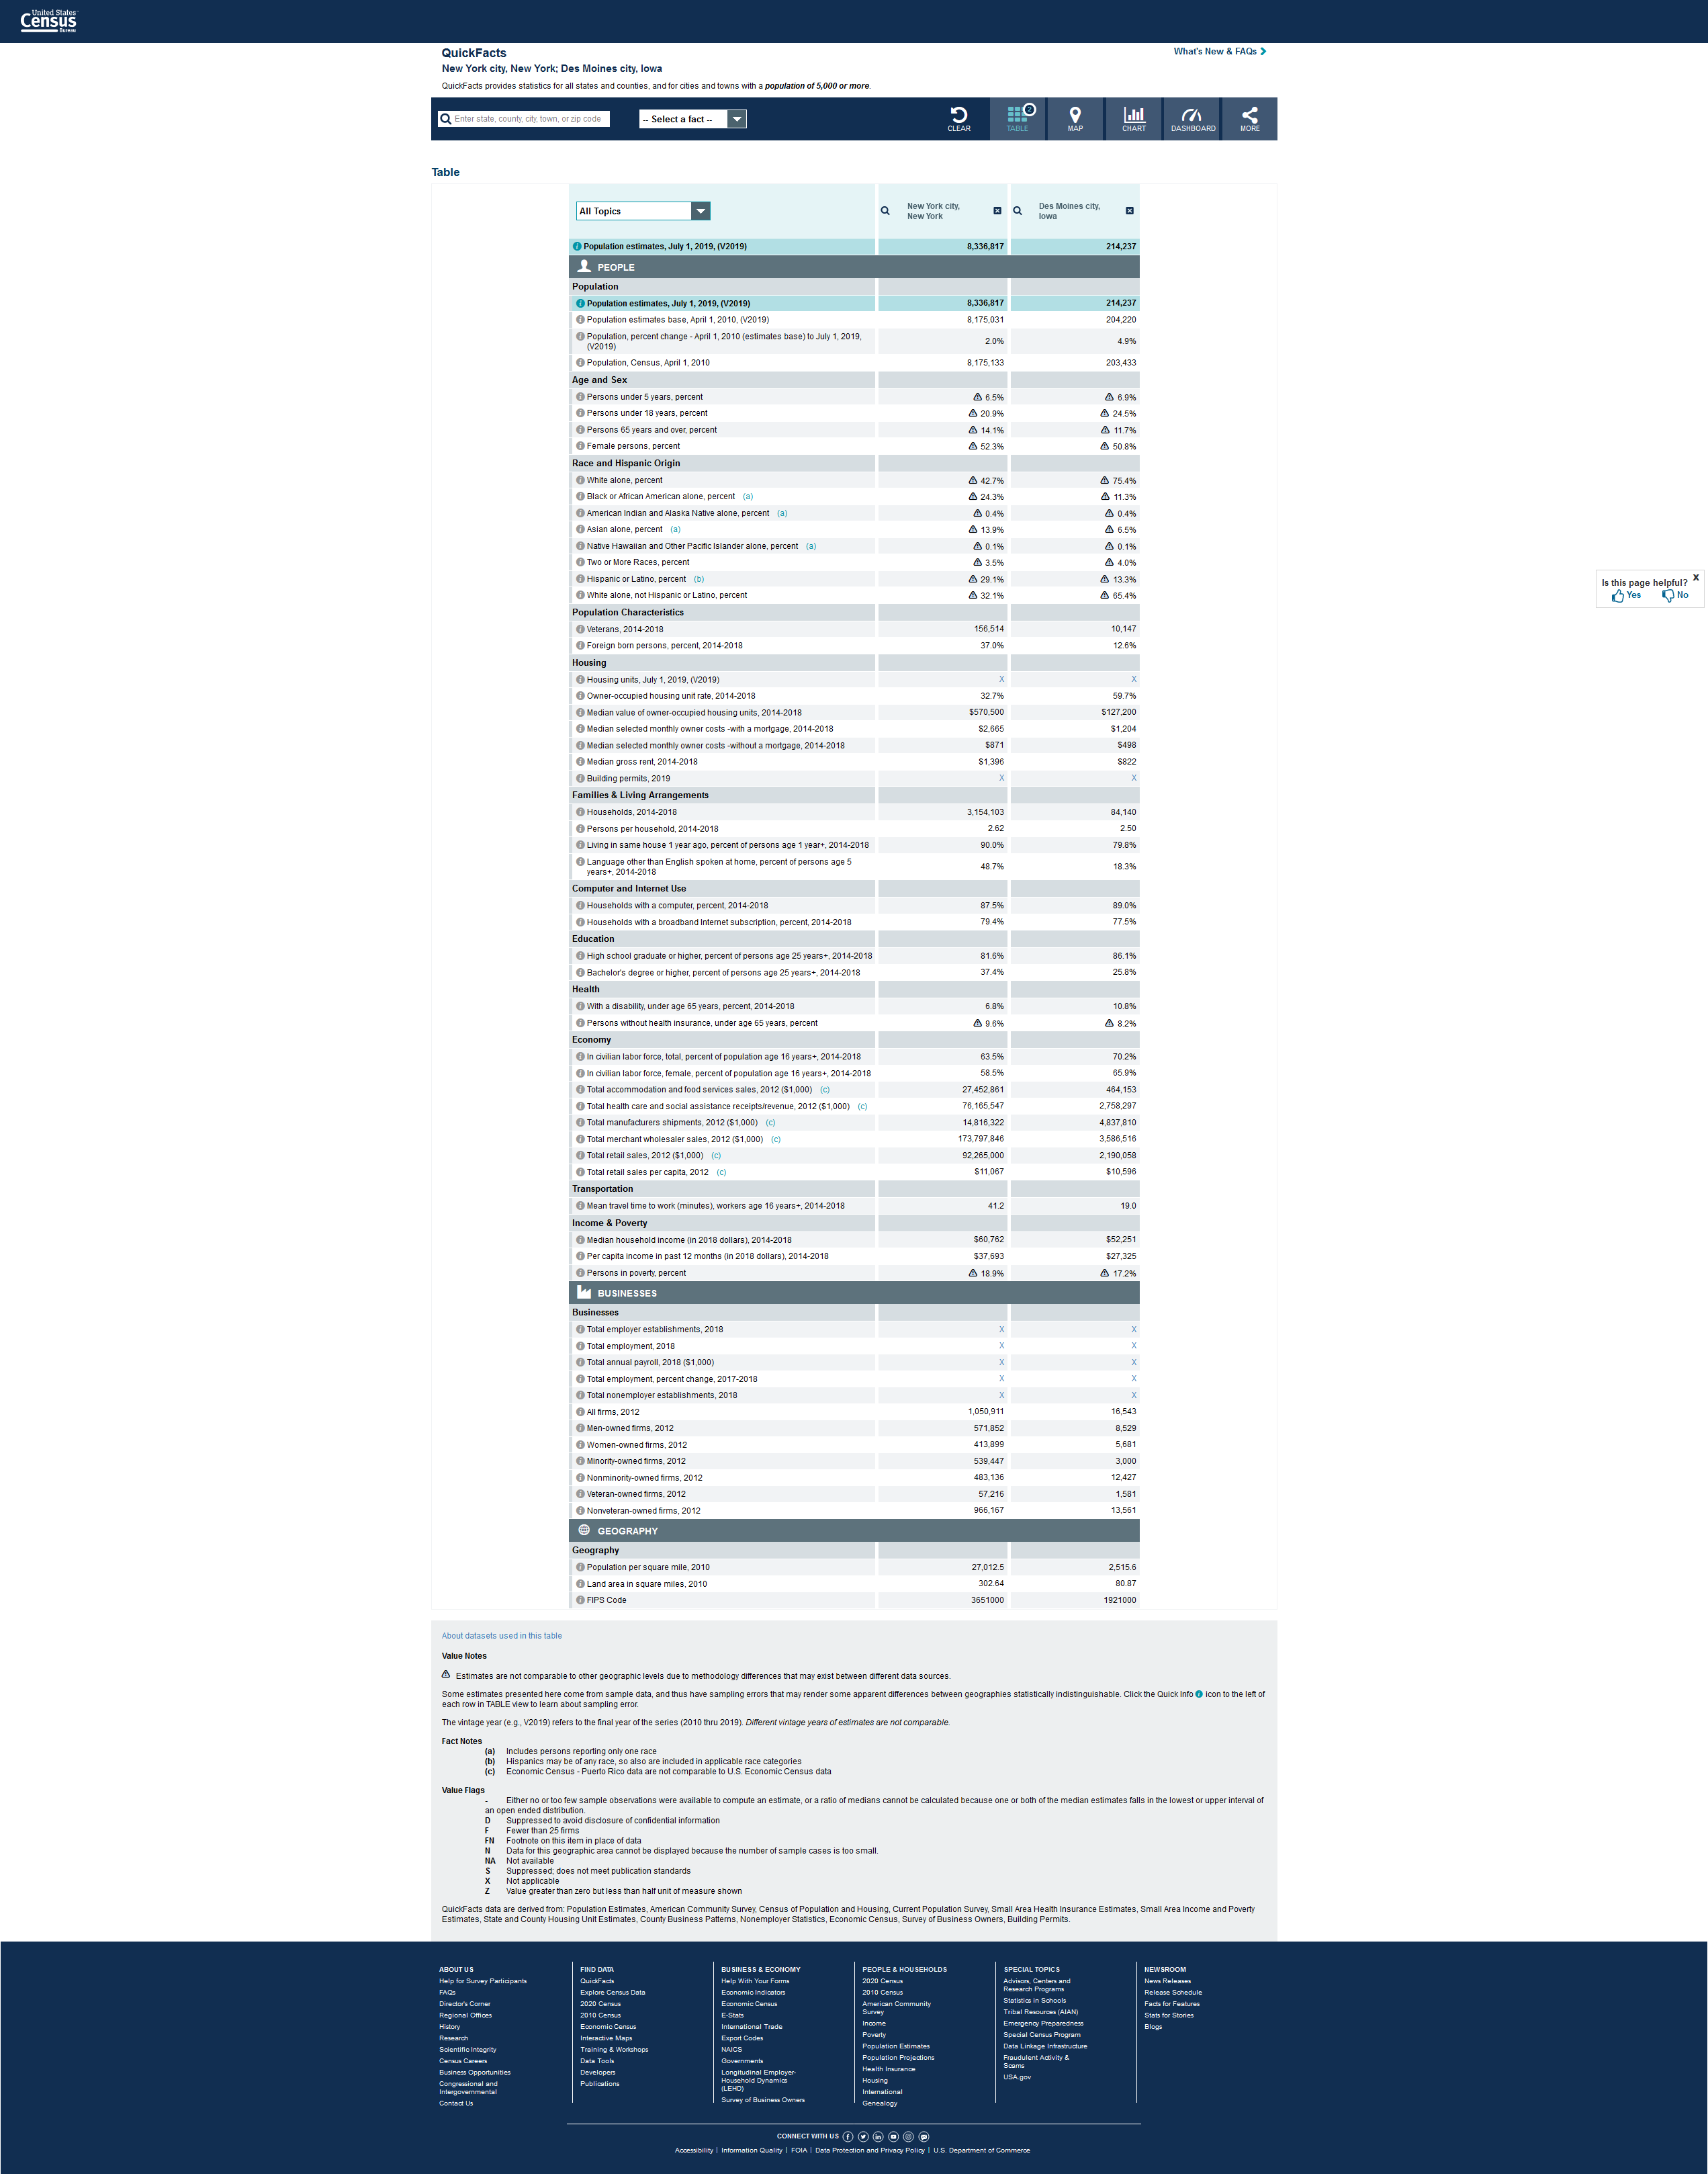 United States®
Census
Bureau
QuickFacts
What's New & FAQs
New York city, New York; Des Moines city, Iowa
QuickFacts provides statistics for all states and counties, and for cities and towns with a population of 5,000 or more.
Enter state, county, city, town, or zip code
-- Select a fact --
CLEAR
2
TABLE
MAP
CHART
DASHBOARD
MORE
Table
All Topics
New York city,
New York
Des Moines city,
Iowa
Population estimates, July 1, 2019, (V2019) 8,336,817 214,237
PEOPLE
Population
Population estimates, July 1, 2019, (V2019) 8,336,817 214,237
Population estimates base, April 1, 2010, (V2019) 8,175,031 204,220
Population, percent change - April 1, 2010 (estimates base) to July 1, 2019,
(V2019) 2.0% 4.9%
Population, Census, April 1, 2010 8,175,133 203,433
Age and Sex
Persons under 5 years, percent 6.5% 6.9%
Persons under 18 years, percent 20.9% 24.5%
Persons 65 years and over, percent 14.1% 11.7%
Female persons, percent 52.3% 50.8%
Race and Hispanic Origin
White alone, percent 42.7% 75.4%
Black or African American alone, percent (a) 24.3% 11.3%
American Indian and Alaska Native alone, percent (a) 0.4% 0.4%
Asian alone, percent (a) 13.9% 6.5%
Native Hawaiian and Other Pacific Islander alone, percent (a) 0.1% 0.1%
Two or More Races, percent 3.5% 4.0%
Hispanic or Latino, percent (b) 29.1% 13.3%
White alone, not Hispanic or Latino, percent 32.1% 65.4%
Is this page helpful? X
Yes No
Population Characteristics
Veterans, 2014-2018 156,514 10,147
Foreign born persons, percent, 2014-2018 37.0% 12.6%
Housing
Housing units, July 1, 2019, (V2019) X X
Owner-occupied housing unit rate, 2014-2018 32.7% 59.7%
Median value of owner-occupied housing units, 2014-2018 $570,500 $127,200
Median selected monthly owner costs -with a mortgage, 2014-2018 $2,665 $1,204
Median selected monthly owner costs -without a mortgage, 2014-2018 $871 $498
Median gross rent, 2014-2018 $1,396 $822
Building permits, 2019 X X
Families & Living Arrangements
Households, 2014-2018 3,154,103 84,140
Persons per household, 2014-2018 2.62 2.50
Living in same house 1 year ago, percent of persons age 1 year+, 2014-2018 90.0% 79.8%
Language other than English spoken at home, percent of persons age 5
years+, 2014-2018 48.7% 18.3%
Computer and Internet Use
Households with a computer, percent, 2014-2018 87.5% 89.0%
Households with a broadband Internet subscription, percent, 2014-2018 79.4% 77.5%
Education
High school graduate or higher, percent of persons age 25 years+, 2014-2018 81.6% 86.1%
Bachelor's degree or higher, percent of persons age 25 years+, 2014-2018 37.4% 25.8%
Health
With a disability, under age 65 years, percent, 2014-2018 6.8% 10.8%
Persons without health insurance, under age 65 years, percent 9.6% 8.2%
Economy
In civilian labor force, total, percent of population age 16 years+, 2014-2018 63.5% 70.2%
In civilian labor force, female, percent of population age 16 years+, 2014-2018 58.5% 65.9%
Total accommodation and food services sales, 2012 ($1,000) (c) 27,452,861 464,153
Total health care and social assistance receipts/revenue, 2012 ($1,000) (c) 76,165,547 2,758,297
Total manufacturers shipments, 2012 ($1,000) (c) 14,816,322 4,837,810
Total merchant wholesaler sales, 2012 ($1,000) (c) 173,797,846 3,586,516
Total retail sales, 2012 ($1,000) (c) 92,265,000 2,190,058
Total retail sales per capita, 2012 (c) $11,067 $10,596
Transportation
Mean travel time to work (minutes), workers age 16 years+, 2014-2018 41.2 19.0
Income & Poverty
Median household income (in 2018 dollars), 2014-2018 $60,762 $52,251
Per capita income in past 12 months (in 2018 dollars), 2014-2018 $37,693 $27,325
Persons in poverty, percent 18.9% 17.2%
BUSINESSES
Businesses
Total employer establishments, 2018 X X
Total employment, 2018 X X
Total annual payroll, 2018 ($1,000) X X
Total employment, percent change, 2017-2018 X X
Total nonemployer establishments, 2018 X X
All firms, 2012 1,050,911 16,543
Men-owned firms, 2012 571,852 8,529
Women-owned firms, 2012 413,899 5,681
Minority-owned firms, 2012 539,447 3,000
Nonminority-owned firms, 2012 483,136 12,427
Veteran-owned firms, 2012 57,216 1,581
Nonveteran-owned firms, 2012 966,167 13,561
GEOGRAPHY
Geography
Population per square mile, 2010 27,012.5 2,515.6
Land area in square miles, 2010 302.64 80.87
FIPS Code 3651000 1921000
About datasets used in this table
Value Notes
Estimates are not comparable to other geographic levels due to methodology differences that may exist between different data sources.
Some estimates presented here come from sample data, and thus have sampling errors that may render some apparent differences between geographies statistically indistinguishable. Click the Quick Info icon to the left of
each row in TABLE view to learn about sampling error.
The vintage year (e.g., V2019) refers to the final year of the series (2010 thru 2019). Different vintage years of estimates are not comparable.
Fact Notes
(a) Includes persons reporting only one race
(b) Hispanics may be of any race, so also are included in applicable race categories
(c) Economic Census - Puerto Rico data are not comparable to U.S. Economic Census data
Value Flags
- Either no or too few sample observations were available to compute an estimate, or a ratio of medians cannot be calculated because one or both of the median estimates falls in the lowest or upper interval of
an open ended distribution.
D Suppressed to avoid disclosure of confidential information
F Fewer than 25 firms
FN Footnote on this item in place of data
N Data for this geographic area cannot be displayed because the number of sample cases is too small.
NA Not available
S Suppressed; does not meet publication standards
X Not applicable
Z Value greater than zero but less than half unit of measure shown
QuickFacts data are derived from: Population Estimates, American Community Survey, Census of Population and Housing, Current Population Survey, Small Area Health Insurance Estimates, Small Area Income and Poverty
Estimates, State and County Housing Unit Estimates, County Business Patterns, Nonemployer Statistics, Economic Census, Survey of Business Owners, Building Permits.
ABOUT US
Help for Survey Participants
FAQs
Director's Corner
Regional Offices
History
Research
Scientific Integrity
Census Careers
Business Opportunities
Congressional and
Intergovernmental
Contact Us
FIND DATA
QuickFacts
Explore Census Data
2020 Census
2010 Census
Economic Census
Interactive Maps
Training & Workshops
Data Tools
Developers
Publications
BUSINESS & ECONOMY
Help With Your Forms
Economic Indicators
Economic Census
E-Stats
International Trade
Export Codes
NAICS
Governments
Longitudinal Employer-
Household Dynamics
(LEHD)
Survey of Business Owners
PEOPLE & HOUSEHOLDS
2020 Census
2010 Census
American Community
Survey
Income
Poverty
Population Estimates
Population Projections
Health Insurance
Housing
International
Genealogy
SPECIAL TOPICS
Advisors, Centers and
Research Programs
Statistics in Schools
Tribal Resources (AIAN)
Emergency Preparedness
Special Census Program
Data Linkage Infrastructure
Fraudulent Activity &
Scams
USA.gov
NEWSROOM
News Releases
Release Schedule
Facts for Features
Stats for Stories
Blogs
CONNECT WITH US
Accessibility | Information Quality | FOIA | Data Protection and Privacy Policy | U.S. Department of Commerce